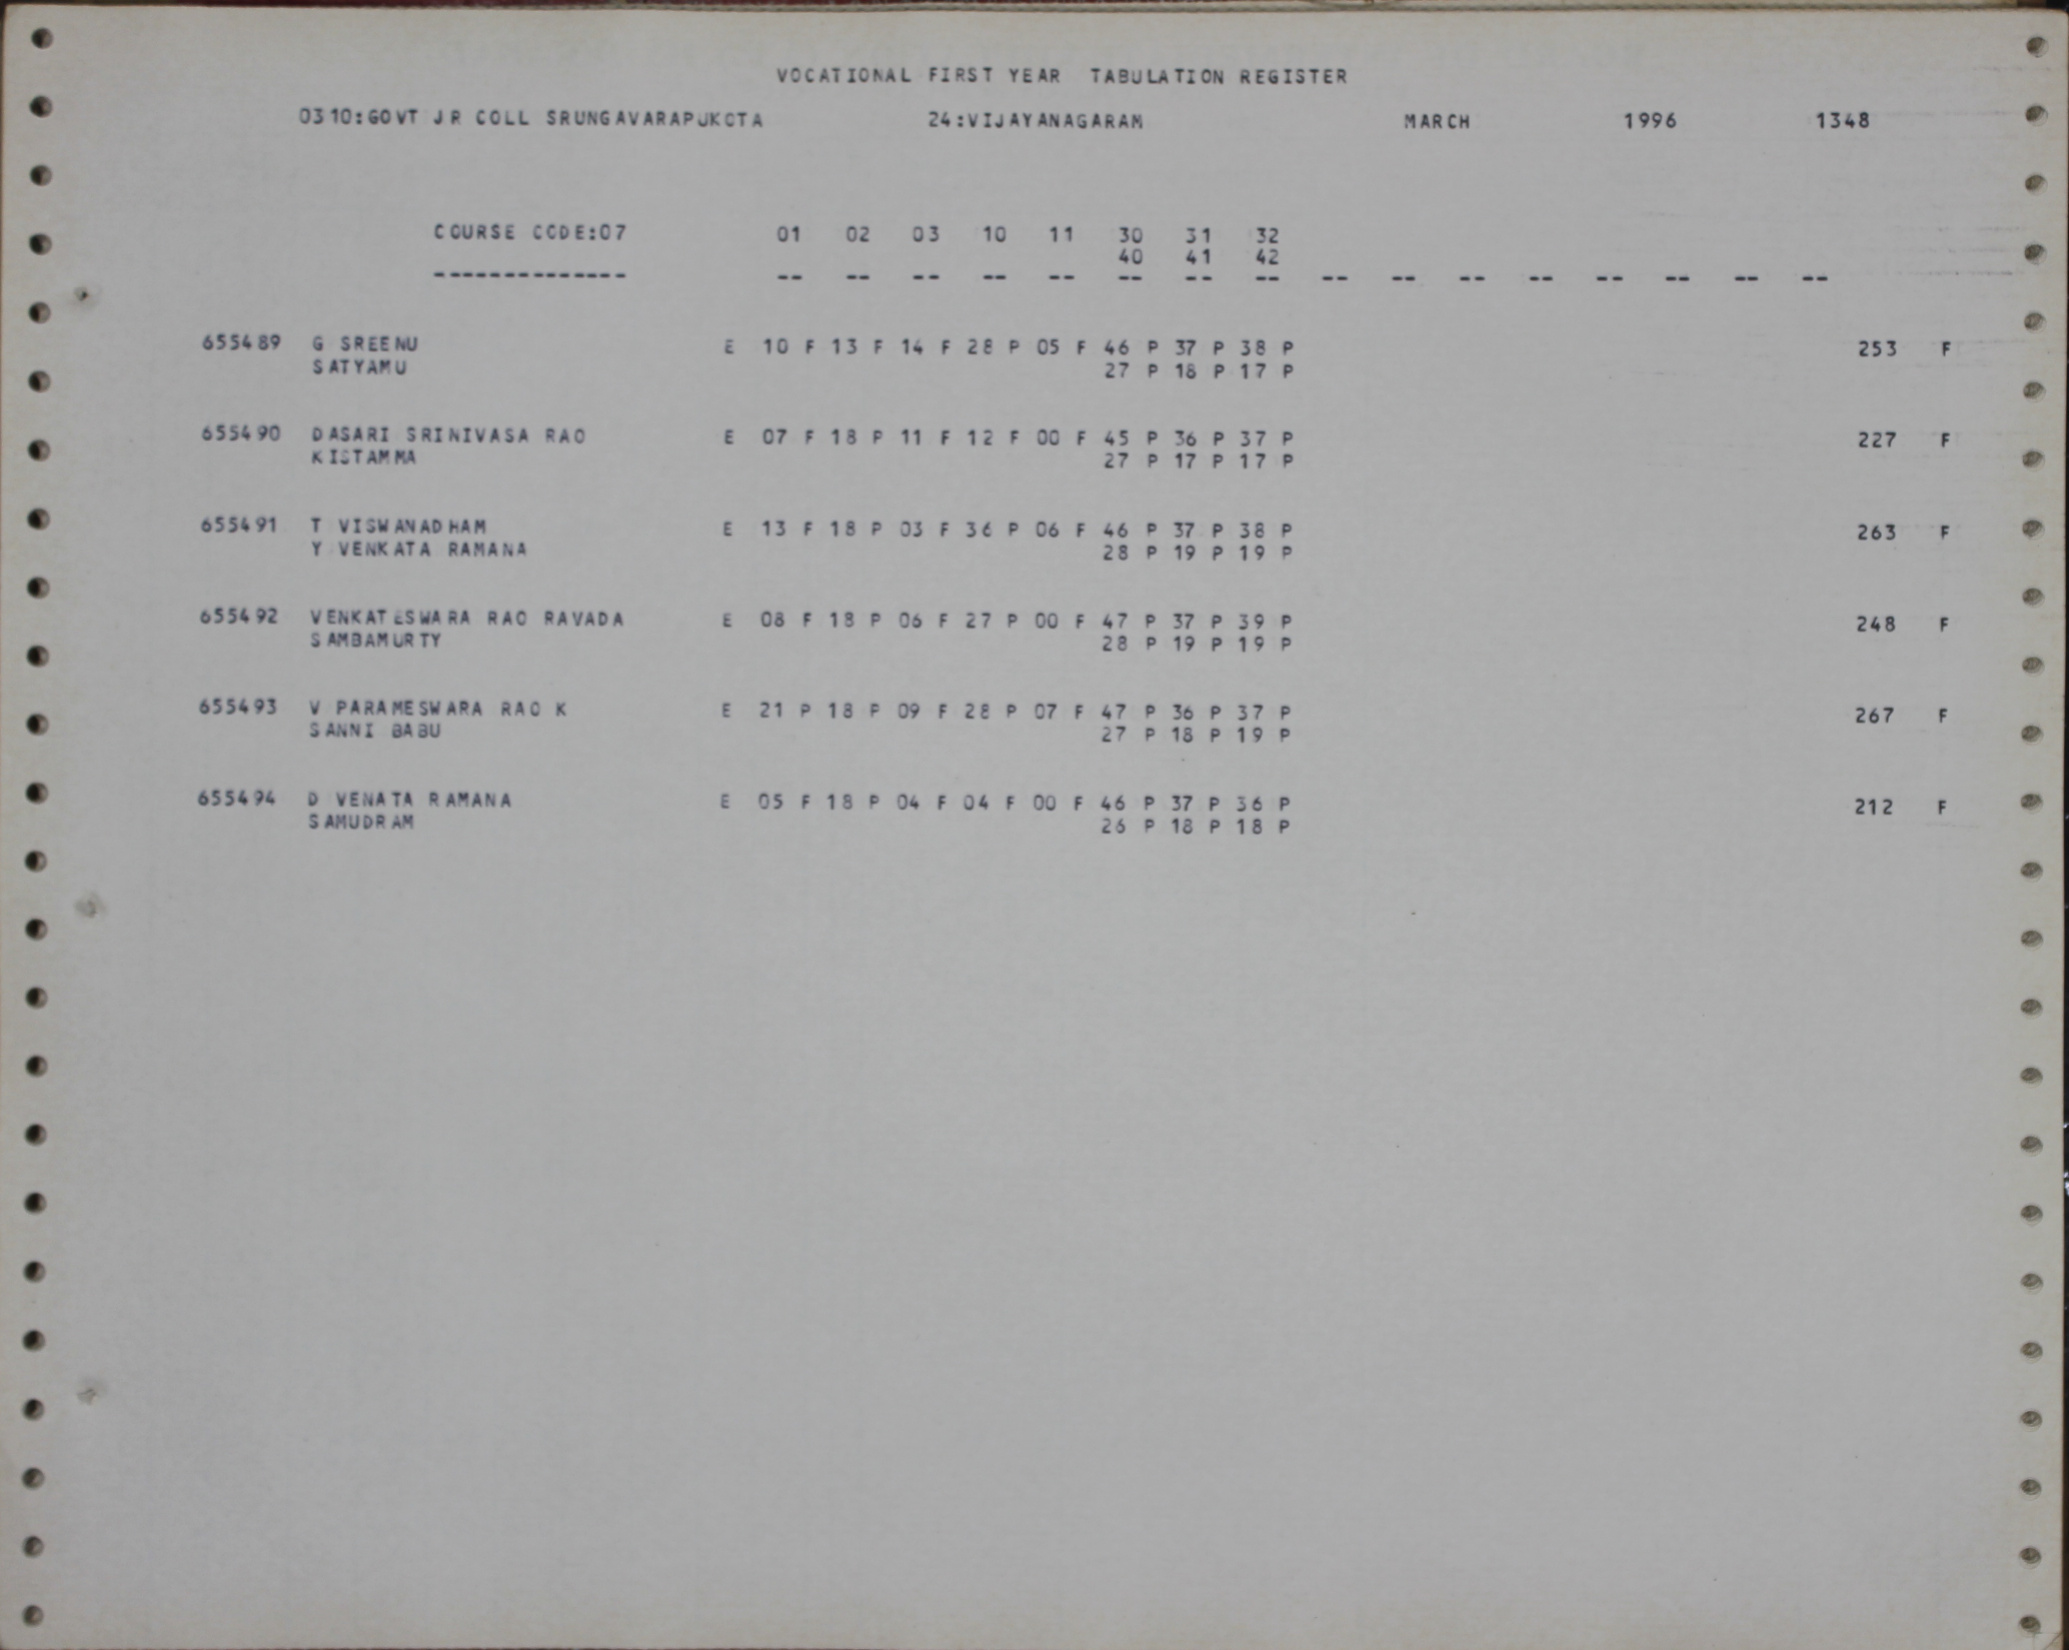 VOCATIONAL FIRST YEAR TABULATION REGISTER
0310:GOVT JR COLL SRUNGAVARAPUKOTA 24:VIJAYANAGARAM MARCH 1996 1348
COURSE CODE:07 01 02 03 10 11 30 31 32
40 41 42
-------------- -- -- -- -- -- -- -- -- -- -- -- -- -- -- -- --
655489 G SREENU E 10 F 13 F 14 F 28 P 05 F 46 P 37 P 38 P 253 F
SATYAMU 27 P 18 P 17 P
655490 DASARI SRINIVASA RAO E 07 F 18 P 11 F 12 F 00 F 45 P 36 P 37 P 227 F
KISTAMMA 27 P 17 P 17 P
655491 T VISWANADHAM E 13 F 18 P 03 F 36 P 06 F 46 P 37 P 38 P 263 F
Y VENKATA RAMANA 28 P 19 P 19 P
655492 VENKATESWARA RAO RAVADA E 08 F 18 P 06 F 27 P 00 F 47 P 37 P 39 P 248 F
SAMBAMURTY 28 P 19 P 19 P
655493 V PARAMESWARA RAO K E 21 P 18 P 09 F 28 P 07 F 47 P 36 P 37 P 267 F
SANNI BABU 27 P 18 P 19 P
655494 D VENATA RAMANA E 05 F 18 P 04 F 04 F 00 F 46 P 37 P 36 P 212 F
SAMUDRAM 26 P 18 P 18 P